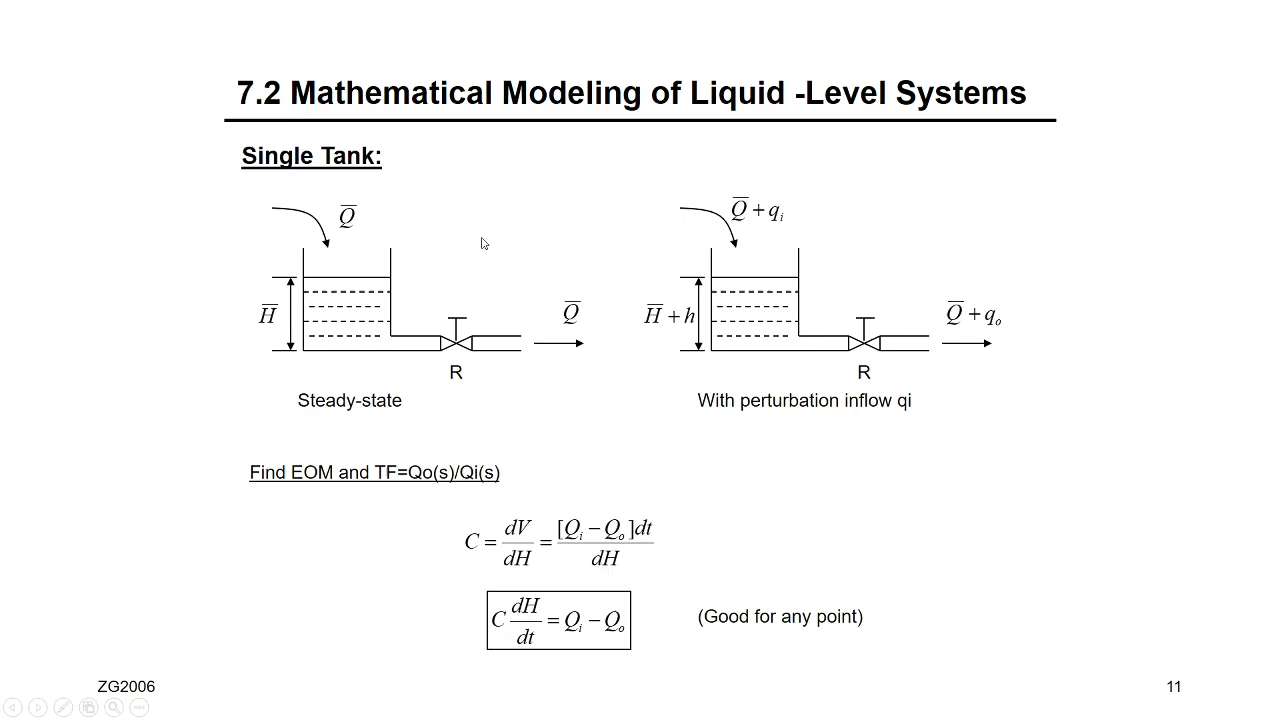 7.2 Mathematical Modeling of Liquid -Level Systems
Single Tank:
Q̅
H̅
Q̅
R
Steady-state
Q̅ + qᵢ
H̅ + h
Q̅ + qₒ
R
With perturbation inflow qi
Find EOM and TF=Qo(s)/Qi(s)
C = dV/dH = [Qᵢ − Qₒ]dt/dH
C dH/dt = Qᵢ − Qₒ
(Good for any point)
ZG2006
11